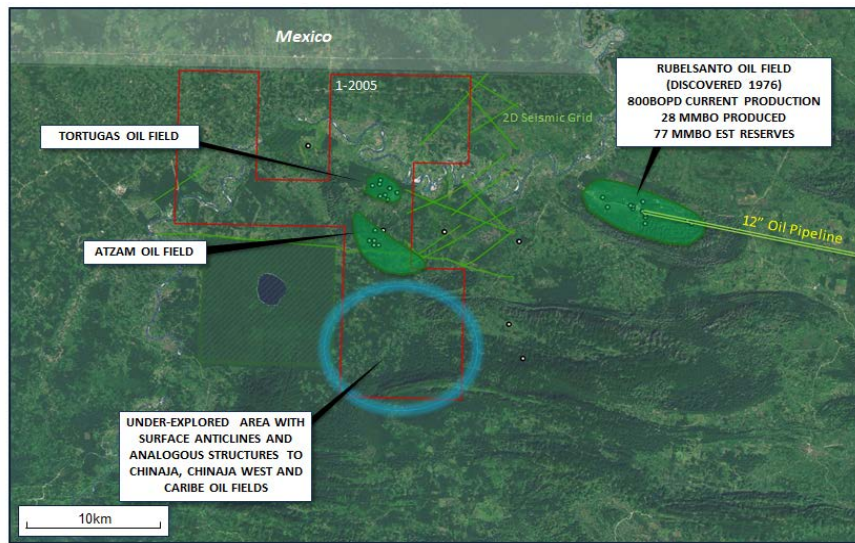 Mexico
1-2005
RUBELSANTO OIL FIELD
(DISCOVERED 1976)
800BOPD CURRENT PRODUCTION
28 MMBO PRODUCED
77 MMBO EST RESERVES
2D Seismic Grid
TORTUGAS OIL FIELD
12” Oil Pipeline
ATZAM OIL FIELD
UNDER-EXPLORED AREA WITH
SURFACE ANTICLINES AND
ANALOGOUS STRUCTURES TO
CHINAJA, CHINAJA WEST AND
CARIBE OIL FIELDS
10km